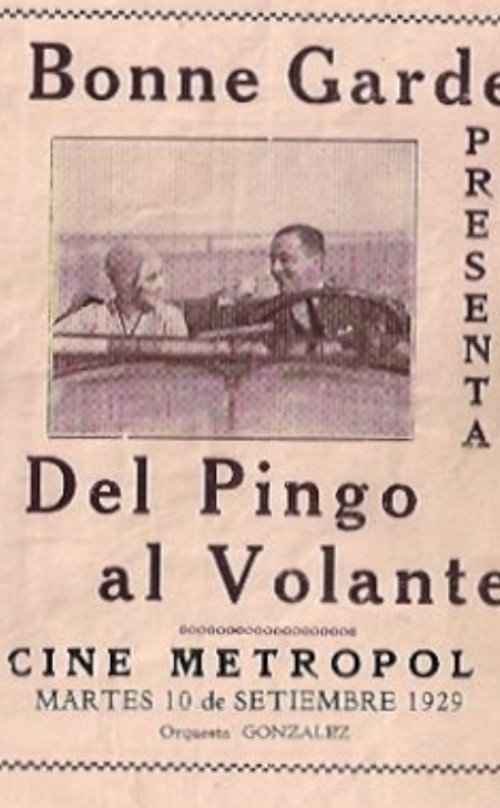 Bonne Garde
PRESENTA
Del Pingo
al Volante
CINE METROPOL
MARTES 10 de SETIEMBRE 1929
Orquesta GONZALEZ